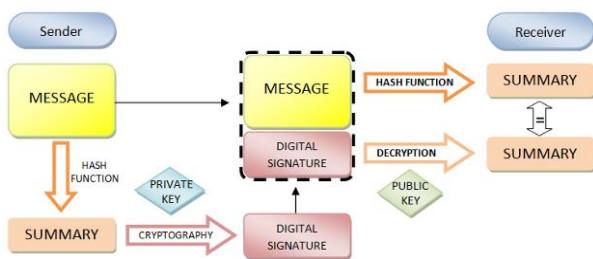 Sender
Receiver
MESSAGE
MESSAGE
HASH FUNCTION
SUMMARY
=
HASH
FUNCTION
DIGITAL
SIGNATURE
DECRYPTION
SUMMARY
PRIVATE
KEY
PUBLIC
KEY
SUMMARY
CRYPTOGRAPHY
DIGITAL
SIGNATURE